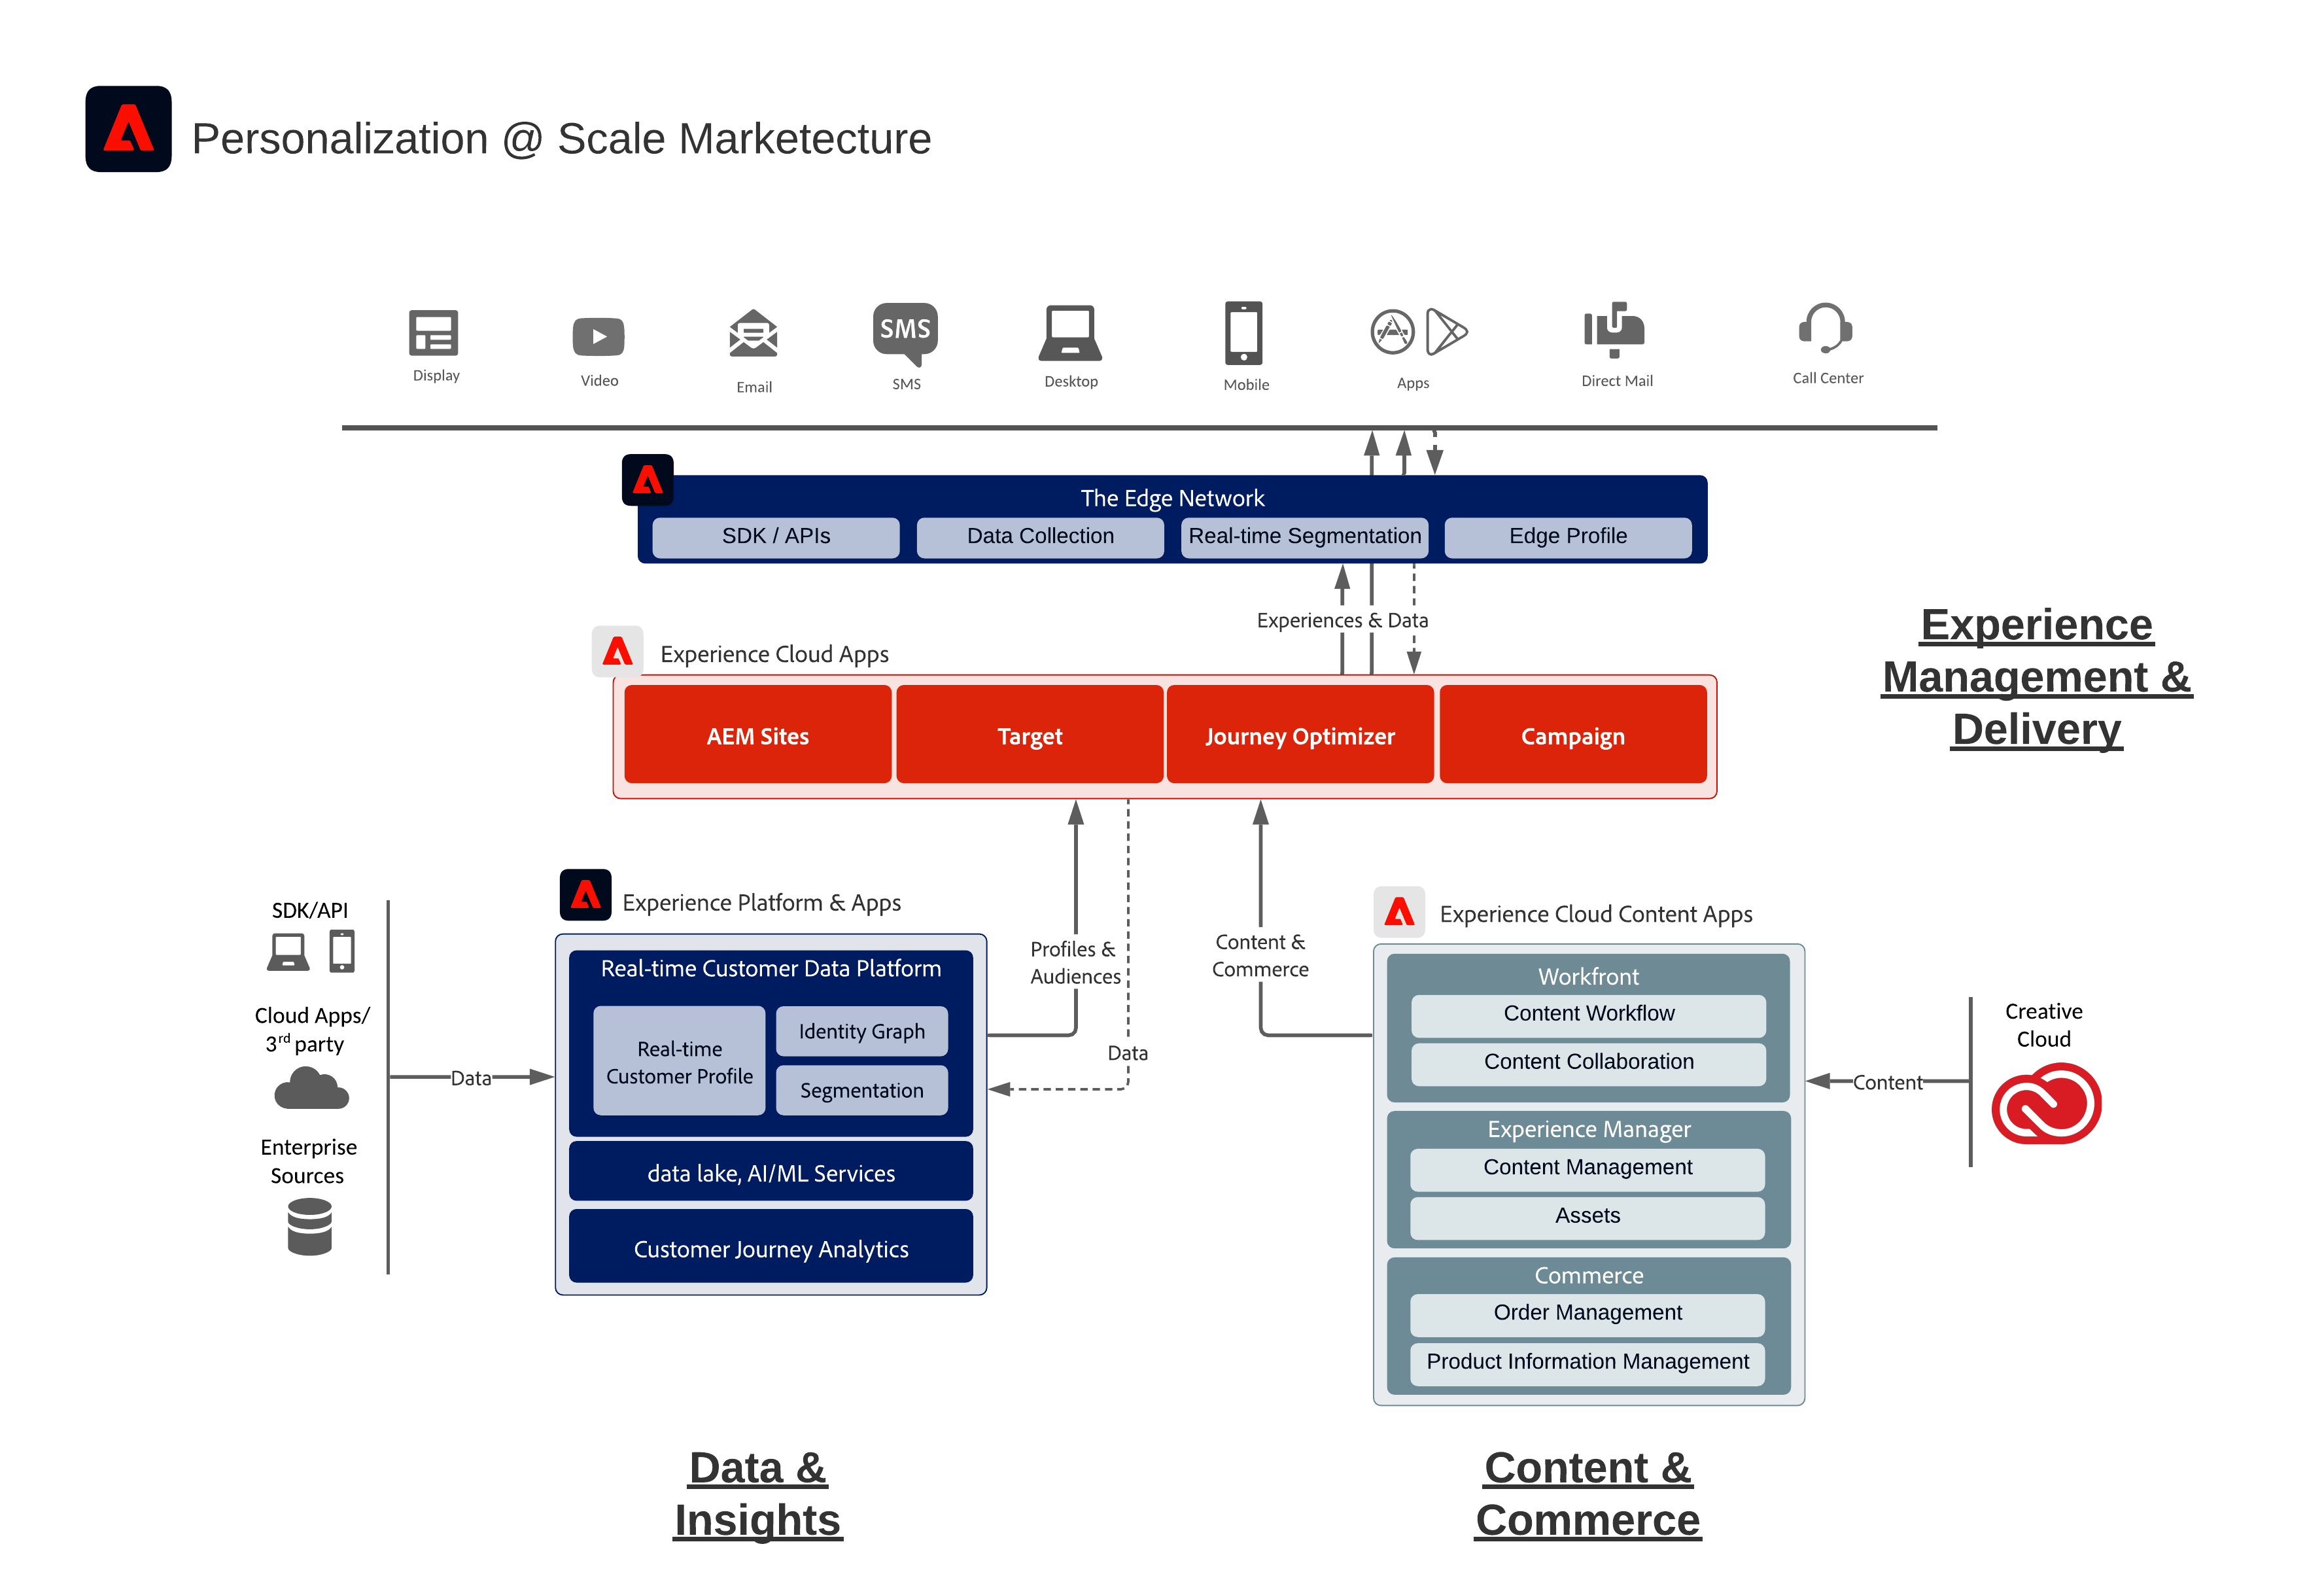 Personalization @ Scale Marketecture
SMS
Display
Video
Email
SMS
Desktop
Mobile
Apps
Direct Mail
Call Center
The Edge Network
SDK / APIs
Data Collection
Real-time Segmentation
Edge Profile
Experiences & Data
Experience
Management &
Delivery
Experience Cloud Apps
AEM Sites
Target
Journey Optimizer
Campaign
SDK/API
Cloud Apps/
3rd party
Enterprise
Sources
Data
Experience Platform & Apps
Real-time Customer Data Platform
Real-time
Customer Profile
Identity Graph
Segmentation
data lake, AI/ML Services
Customer Journey Analytics
Profiles &
Audiences
Data
Content &
Commerce
Experience Cloud Content Apps
Workfront
Content Workflow
Content Collaboration
Experience Manager
Content Management
Assets
Commerce
Order Management
Product Information Management
Content
Creative
Cloud
Data &
Insights
Content &
Commerce